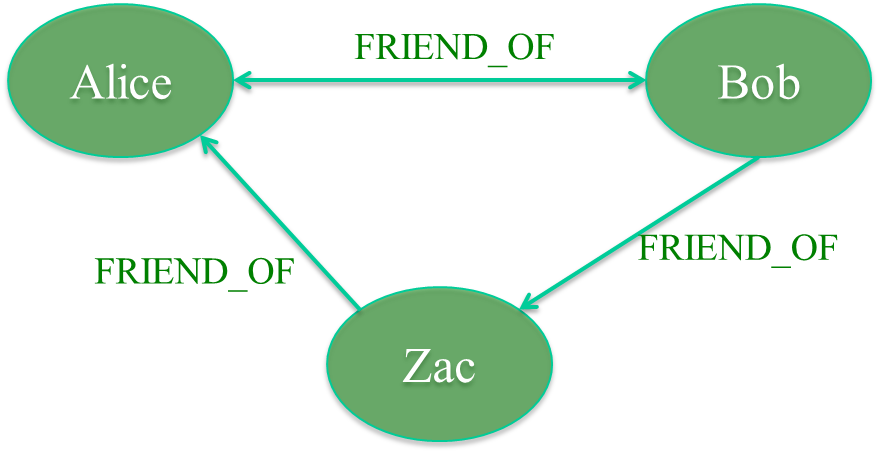 FRIEND_OF
Alice
Bob
FRIEND_OF
FRIEND_OF
Zac